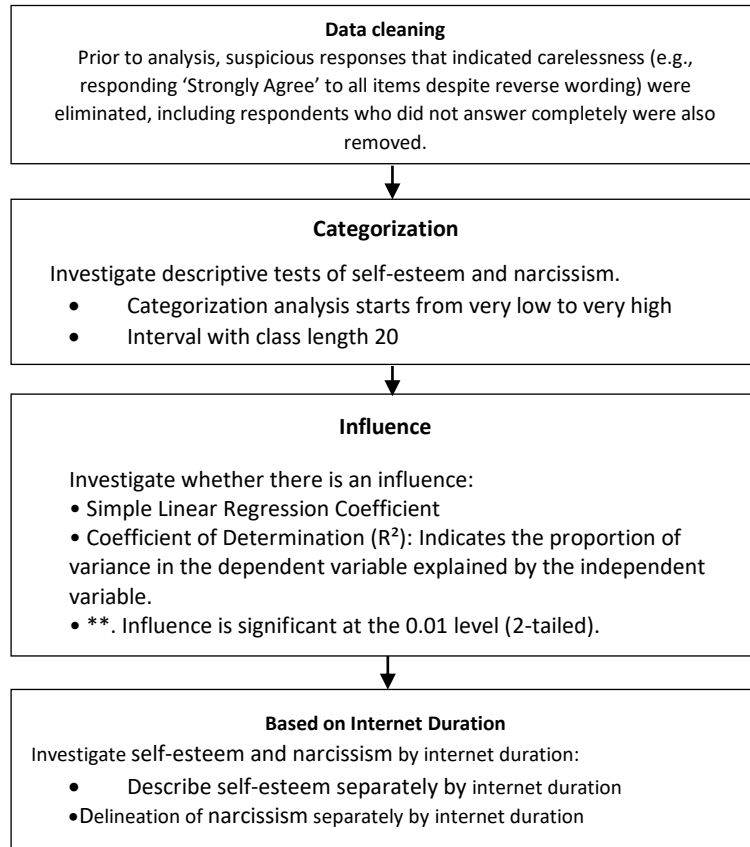 Data cleaning
Prior to analysis, suspicious responses that indicated carelessness (e.g.,
responding ‘Strongly Agree’ to all items despite reverse wording) were
eliminated, including respondents who did not answer completely were also
removed.
Categorization
Investigate descriptive tests of self-esteem and narcissism.
• Categorization analysis starts from very low to very high
• Interval with class length 20
Influence
Investigate whether there is an influence:
• Simple Linear Regression Coefficient
• Coefficient of Determination (R²): Indicates the proportion of
variance in the dependent variable explained by the independent
variable.
• **. Influence is significant at the 0.01 level (2-tailed).
Based on Internet Duration
Investigate self-esteem and narcissism by internet duration:
• Describe self-esteem separately by internet duration
•Delineation of narcissism separately by internet duration